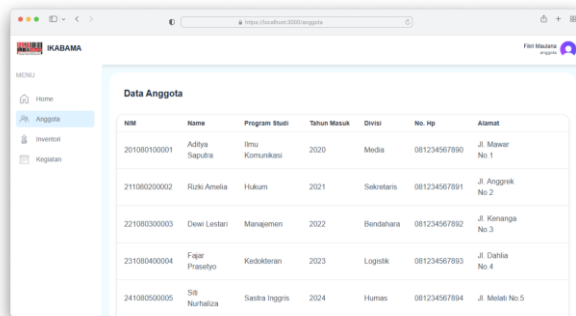 https://localhost:3000/anggota
IKABAMA
Fitri Maulana
anggota
MENU
Home
Anggota
Inventori
Kegiatan
Data Anggota
NIM Name Program Studi Tahun Masuk Divisi No. Hp Alamat
201080100001 Aditya Saputra Ilmu Komunikasi 2020 Media 081234567890 Jl. Mawar No.1
211080200002 Rizki Amelia Hukum 2021 Sekretaris 081234567891 Jl. Anggrek No.2
221080300003 Dewi Lestari Manajemen 2022 Bendahara 081234567892 Jl. Kenanga No.3
231080400004 Fajar Prasetyo Kedokteran 2023 Logistik 081234567893 Jl. Dahlia No.4
241080500005 Siti Nurhaliza Sastra Inggris 2024 Humas 081234567894 Jl. Melati No.5